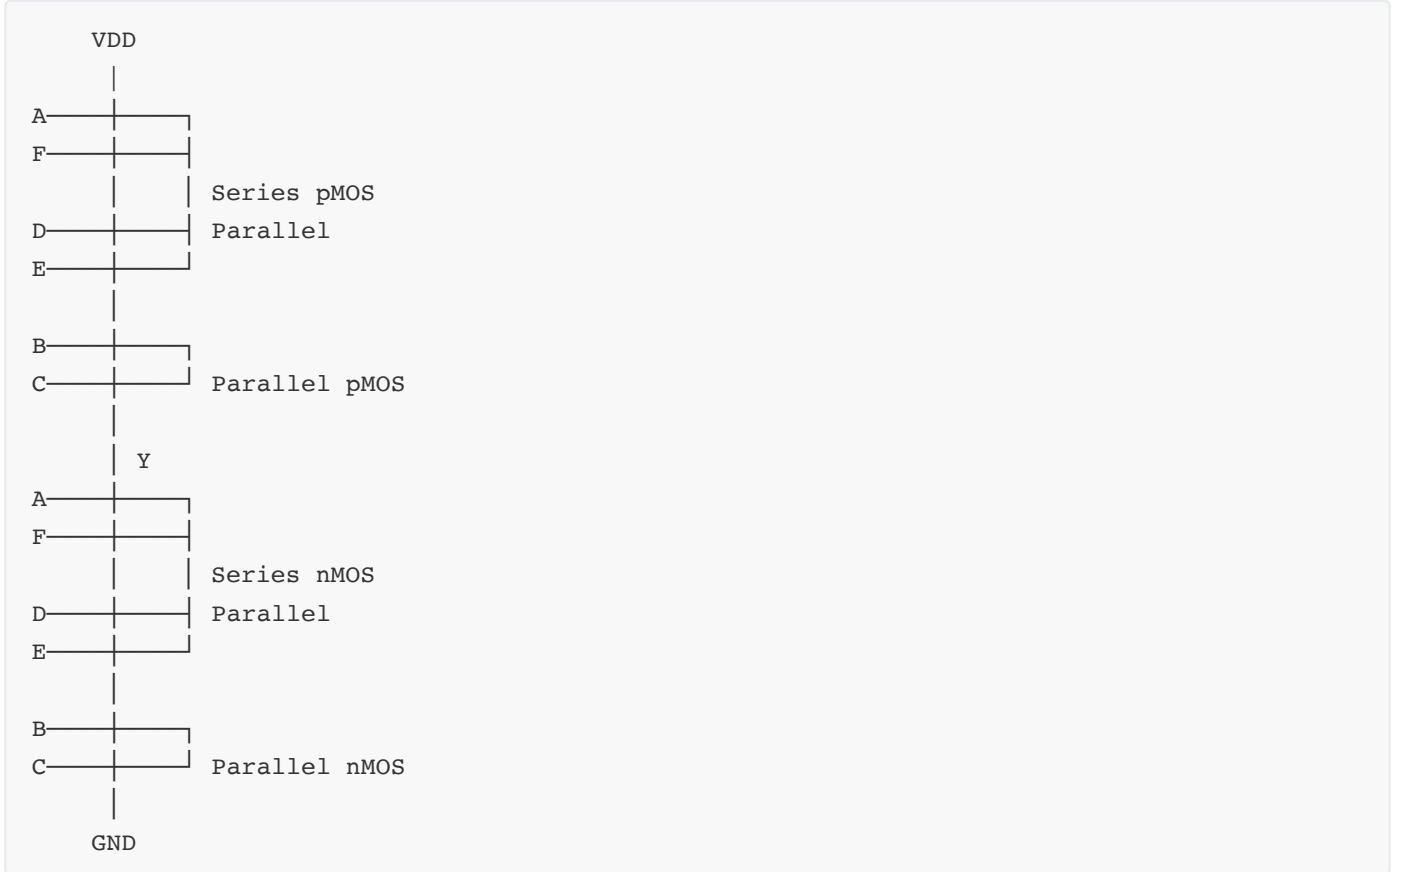 VDD
A
F
Series pMOS
D Parallel
E
B
C Parallel pMOS
Y
A
F
Series nMOS
D Parallel
E
B
C Parallel nMOS
GND